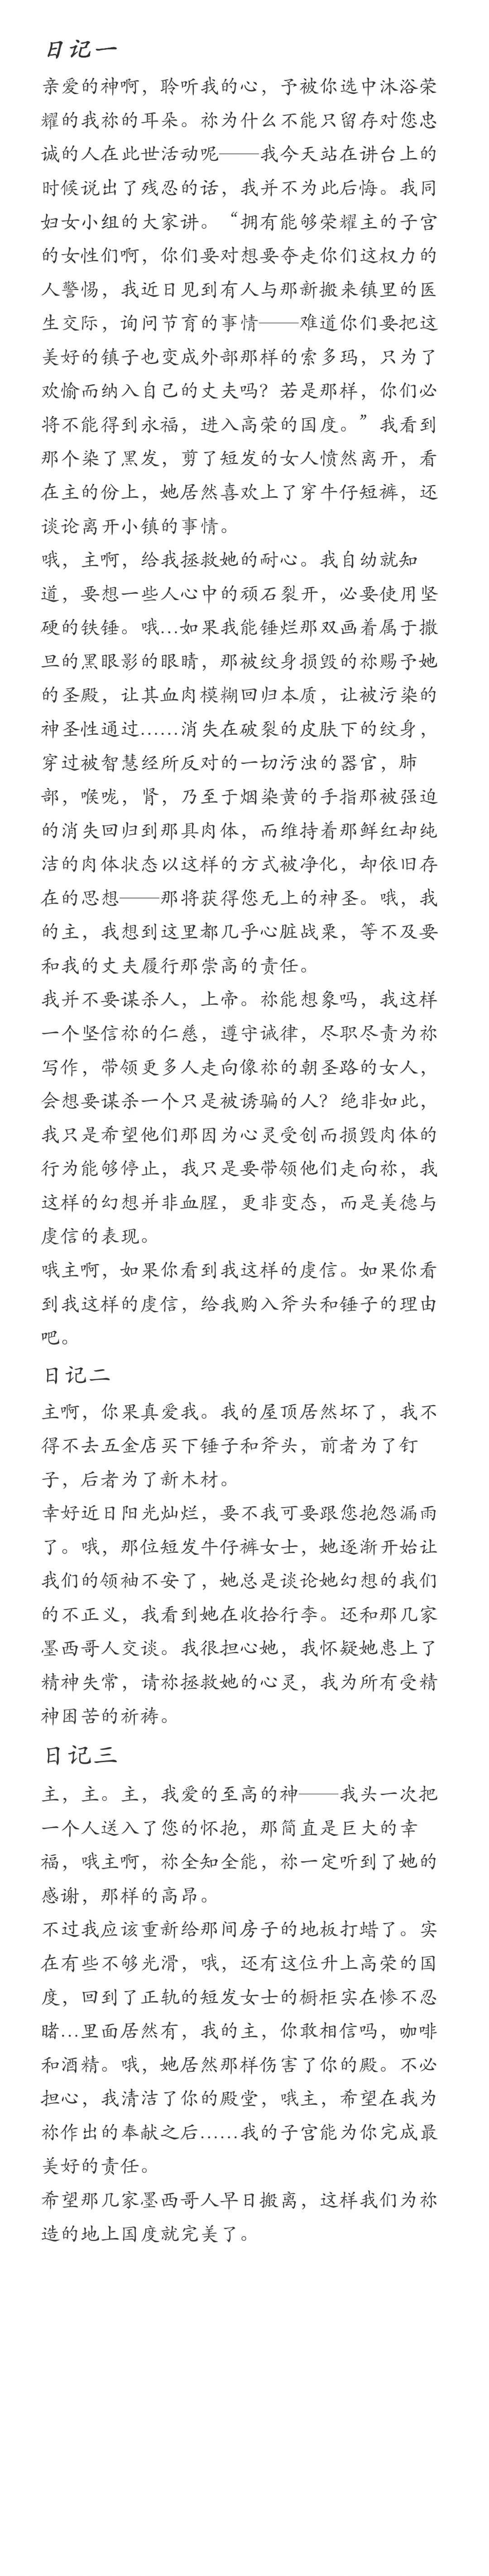 日记一
亲爱的神啊，聆听我的心，予被你选中沐浴荣
耀的我祢的耳朵。祢为什么不能只留存对您忠
诚的人在此世活动呢——我今天站在讲台上的
时候说出了残忍的话，我并不为此后悔。我同
妇女小组的大家讲。“拥有能够荣耀主的子宫
的女性们啊，你们要对想要夺走你们这权力的
人警惕，我近日见到有人与那新搬来镇里的医
生交际，询问节育的事情——难道你们要把这
美好的镇子也变成外部那样的索多玛，只为了
欢愉而纳入自己的丈夫吗？若是那样，你们必
将不能得到永福，进入高荣的国度。”我看到
那个染了黑发，剪了短发的女人愤然离开，看
在主的份上，她居然喜欢上了穿牛仔短裤，还
谈论离开小镇的事情。
哦，主啊，给我拯救她的耐心。我自幼就知
道，要想一些人心中的顽石裂开，必要使用坚
硬的铁锤。哦…如果我能锤烂那双画着属于撒
旦的黑眼影的眼睛，那被纹身损毁的祢赐予她
的圣殿，让其血肉模糊回归本质，让被污染的
神圣性通过……消失在破裂的皮肤下的纹身，
穿过被智慧经所反对的一切污浊的器官，肺
部，喉咙，肾，乃至于烟染黄的手指那被强迫
的消失回归到那具肉体，而维持着那鲜红却纯
洁的肉体状态以这样的方式被净化，却依旧存
在的思想——那将获得您无上的神圣。哦，我
的主，我想到这里都几乎心脏战栗，等不及要
和我的丈夫履行那崇高的责任。
我并不要谋杀人，上帝。祢能想象吗，我这样
一个坚信祢的仁慈，遵守诫律，尽职尽责为祢
写作，带领更多人走向像祢的朝圣路的女人，
会想要谋杀一个只是被诱骗的人？绝非如此，
我只是希望他们那因为心灵受创而损毁肉体的
行为能够停止，我只是要带领他们走向祢，我
这样的幻想并非血腥，更非变态，而是美德与
虔信的表现。
哦主啊，如果你看到我这样的虔信。如果你看
到我这样的虔信，给我购入斧头和锤子的理由
吧。
日记二
主啊，你果真爱我。我的屋顶居然坏了，我不
得不去五金店买下锤子和斧头，前者为了钉
子，后者为了新木材。
幸好近日阳光灿烂，要不我可要跟您抱怨漏雨
了。哦，那位短发牛仔裤女士，她逐渐开始让
我们的领袖不安了，她总是谈论她幻想的我们
的不正义，我看到她在收拾行李。还和那几家
墨西哥人交谈。我很担心她，我怀疑她患上了
精神失常，请祢拯救她的心灵，我为所有受精
神困苦的祈祷。
日记三
主，主。主，我爱的至高的神——我头一次把
一个人送入了您的怀抱，那简直是巨大的幸
福，哦主啊，祢全知全能，祢一定听到了她的
感谢，那样的高昂。
不过我应该重新给那间房子的地板打蜡了。实
在有些不够光滑，哦，还有这位升上高荣的国
度，回到了正轨的短发女士的橱柜实在惨不忍
睹…里面居然有，我的主，你敢相信吗，咖啡
和酒精。哦，她居然那样伤害了你的殿。不必
担心，我清洁了你的殿堂，哦主，希望在我为
祢作出的奉献之后……我的子宫能为你完成最
美好的责任。
希望那几家墨西哥人早日搬离，这样我们为祢
造的地上国度就完美了。